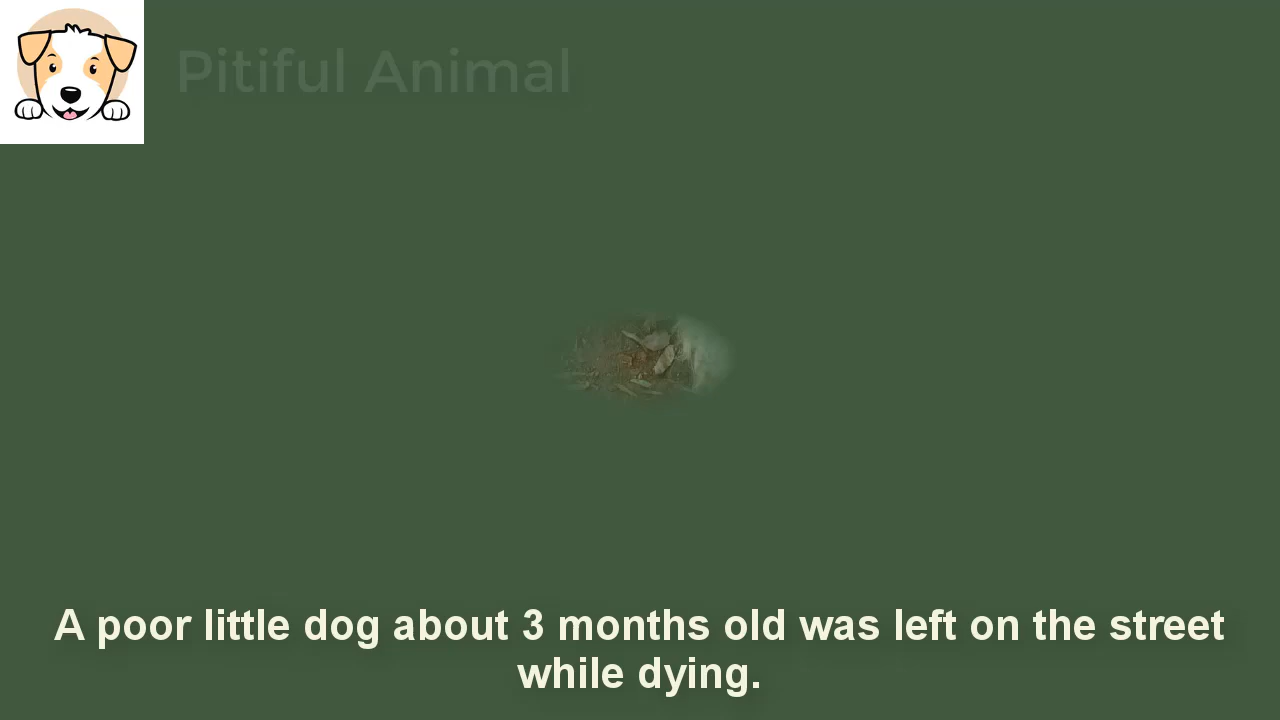 Pitiful Animal
A poor little dog about 3 months old was left on the street
while dying.